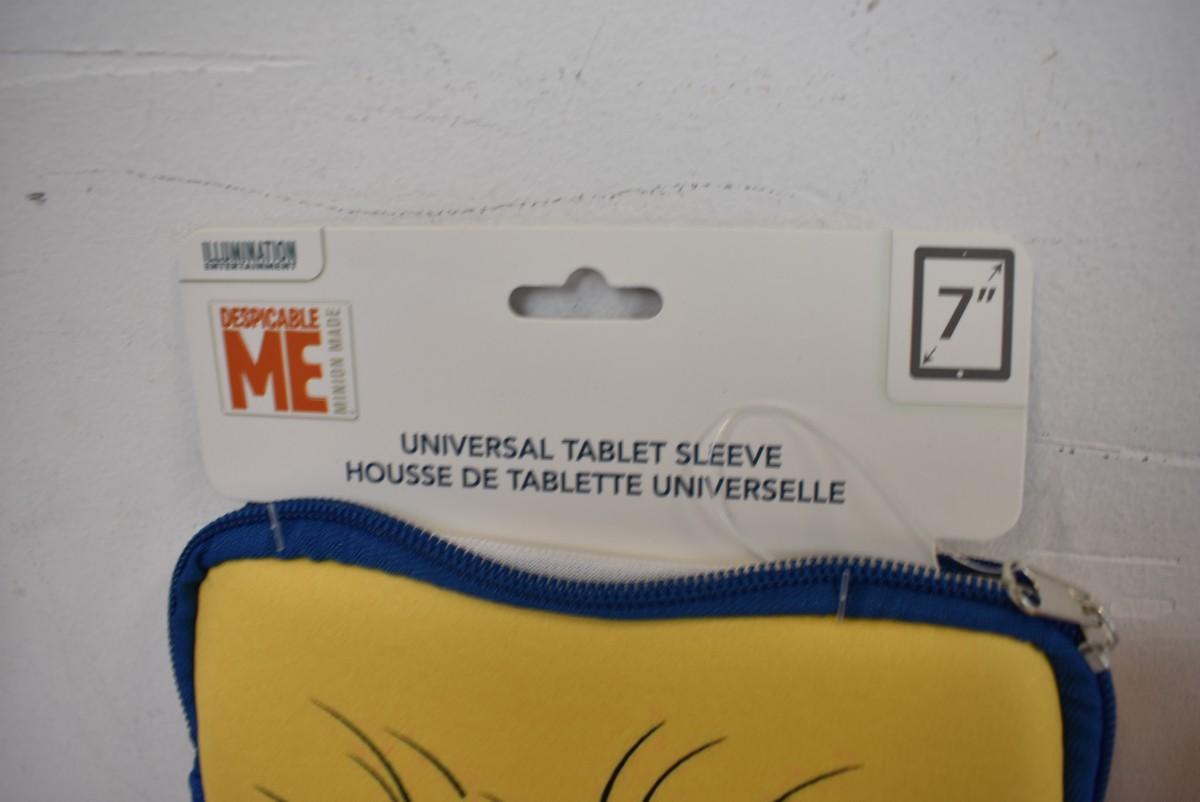 ILLUMINATION
ENTERTAINMENT
DESPICABLE
ME
MINION MADE
7"
UNIVERSAL TABLET SLEEVE
HOUSSE DE TABLETTE UNIVERSELLE